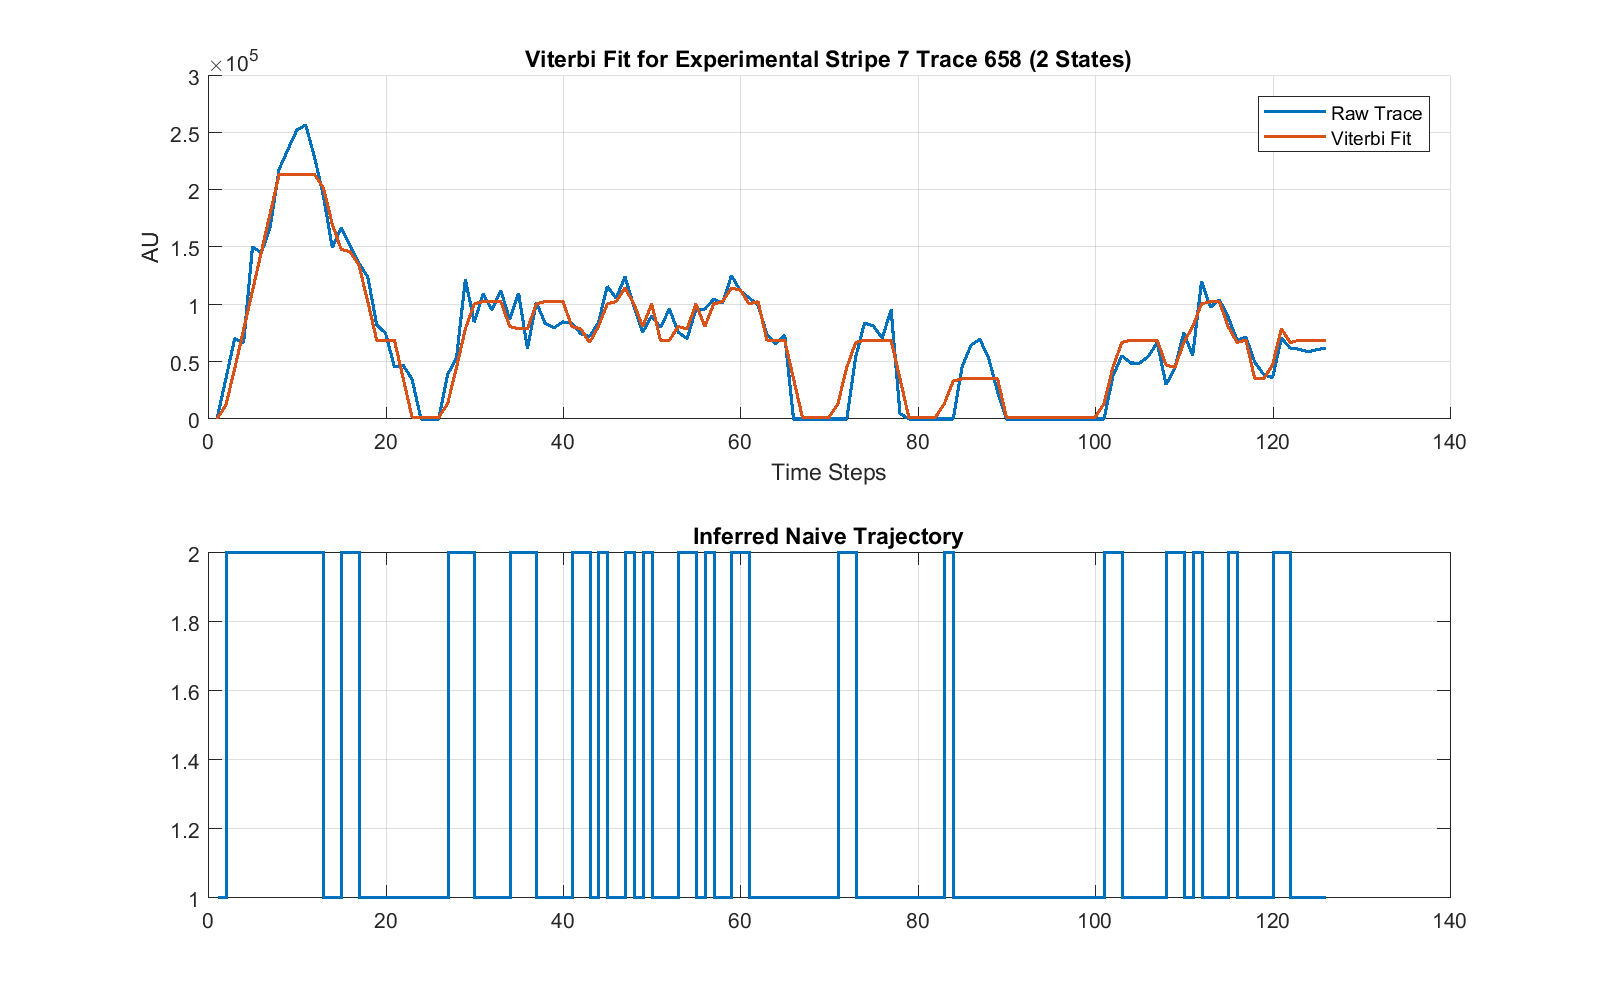 Viterbi Fit for Experimental Stripe 7 Trace 658 (2 States)
×10^5
3
2.5
2
1.5
1
0.5
0
AU
Raw Trace
Viterbi Fit
0 20 40 60 80 100 120 140
Time Steps
Inferred Naive Trajectory
2
1.8
1.6
1.4
1.2
1
0 20 40 60 80 100 120 140